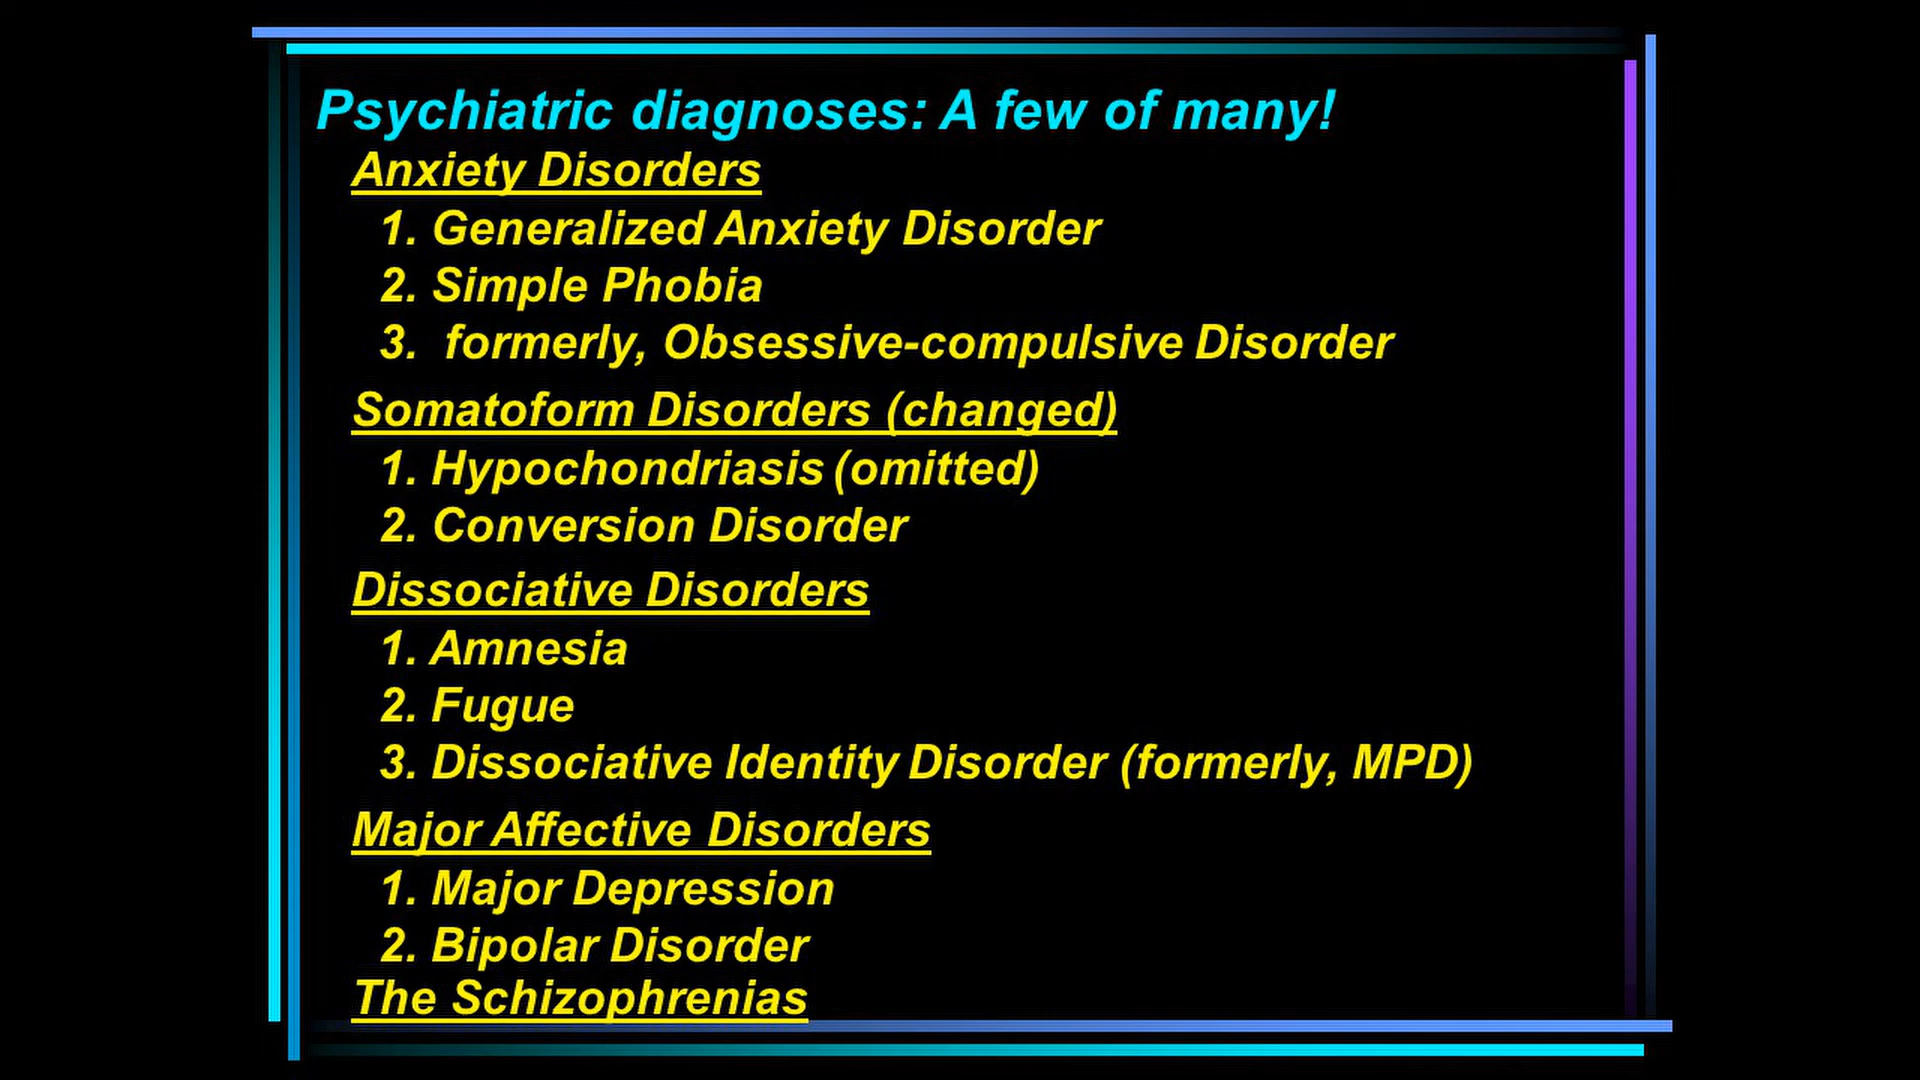 Psychiatric diagnoses: A few of many!
Anxiety Disorders
1. Generalized Anxiety Disorder
2. Simple Phobia
3. formerly, Obsessive-compulsive Disorder
Somatoform Disorders (changed)
1. Hypochondriasis (omitted)
2. Conversion Disorder
Dissociative Disorders
1. Amnesia
2. Fugue
3. Dissociative Identity Disorder (formerly, MPD)
Major Affective Disorders
1. Major Depression
2. Bipolar Disorder
The Schizophrenias